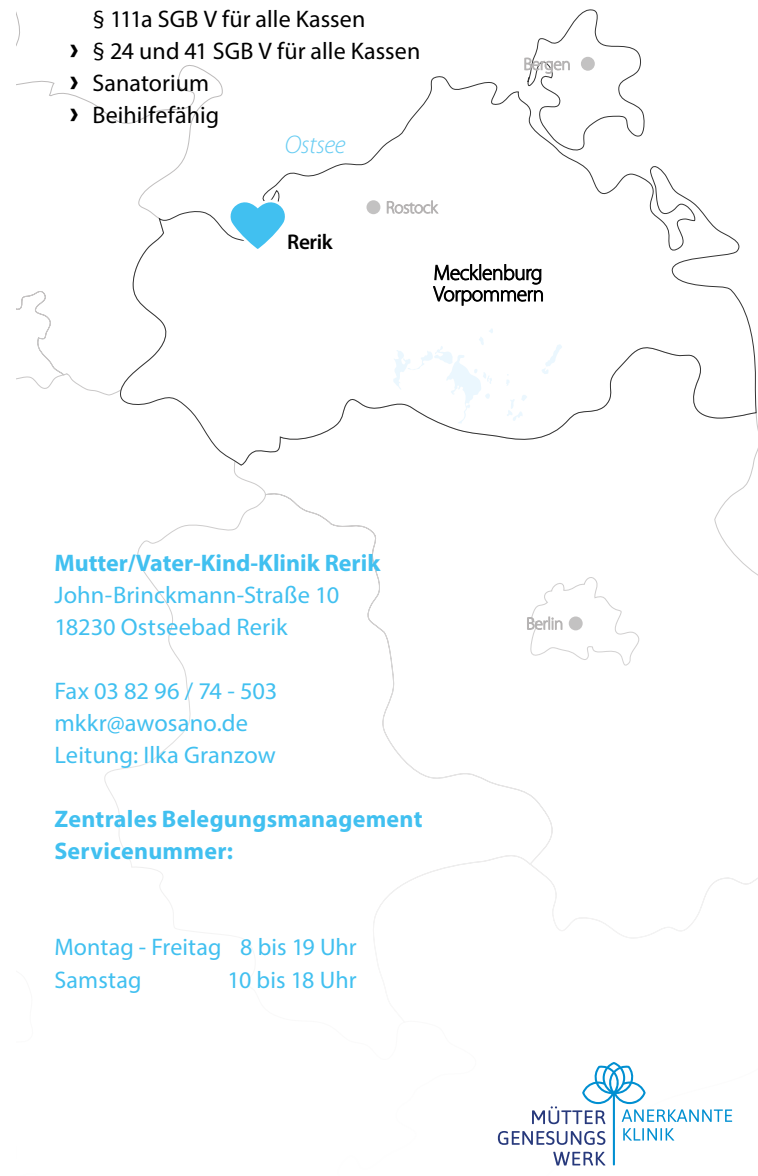 § 111a SGB V für alle Kassen
› § 24 und 41 SGB V für alle Kassen
› Sanatorium
› Beihilfefähig
Bergen
Ostsee
Rostock
Rerik
Mecklenburg
Vorpommern
Mutter/Vater-Kind-Klinik Rerik
John-Brinckmann-Straße 10
18230 Ostseebad Rerik
Berlin
Fax 03 82 96 / 74 - 503
mkkr@awosano.de
Leitung: Ilka Granzow
Zentrales Belegungsmanagement
Servicenummer:
Montag - Freitag 8 bis 19 Uhr
Samstag 10 bis 18 Uhr
MÜTTER
GENESUNGS
WERK
ANERKANNTE
KLINIK